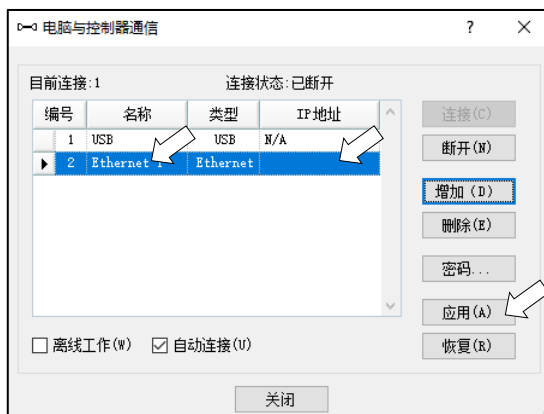 电脑与控制器通信
目前连接:1 连接状态:已断开
编号 名称 类型 IP地址
1 USB USB N/A
2 Ethernet 1 Ethernet
连接(C)
断开(N)
增加(D)
删除(E)
密码...
应用(A)
恢复(R)
离线工作(W) 自动连接(U)
关闭